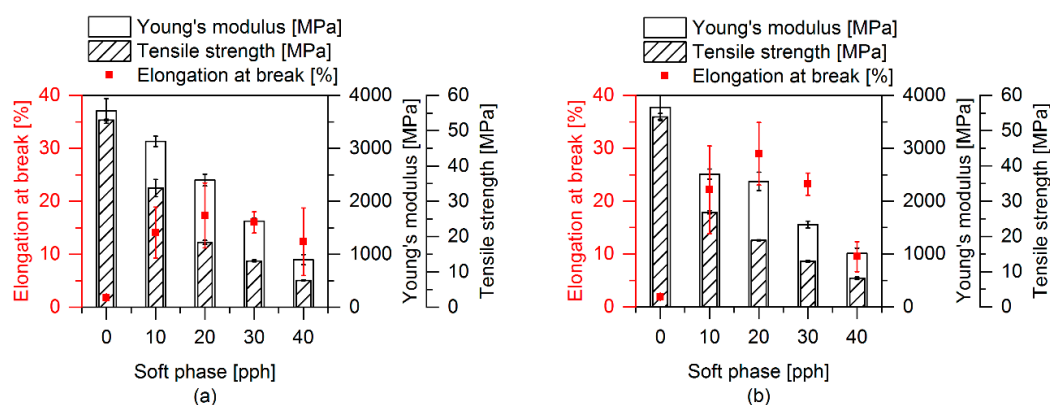 Young's modulus [MPa]
Tensile strength [MPa]
Elongation at break [%]
Elongation at break [%]
40
30
20
10
0
4000
3000
2000
1000
0
Young's modulus [MPa]
60
50
40
30
20
10
0
Tensile strength [MPa]
0 10 20 30 40
Soft phase [pph]
(a)
Young's modulus [MPa]
Tensile strength [MPa]
Elongation at break [%]
Elongation at break [%]
40
30
20
10
0
4000
3000
2000
1000
0
Young's modulus [MPa]
60
50
40
30
20
10
0
Tensile strength [MPa]
0 10 20 30 40
Soft phase [pph]
(b)